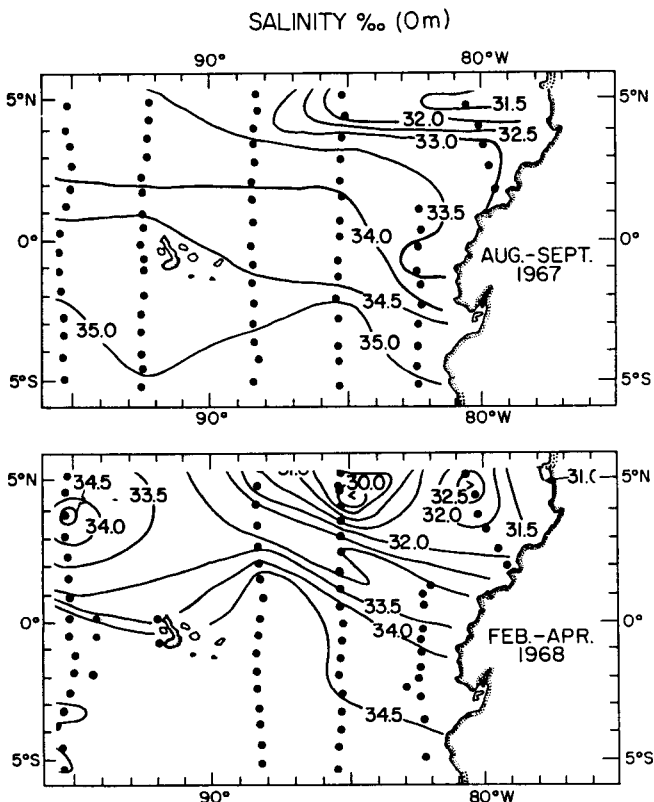 SALINITY ‰ (0m)
90° 80°W
5°N 31.5 5°N
32.0 32.5
33.0
33.5
34.0
0° 0°
AUG.-SEPT.
1967
34.5
35.0 35.0
5°S 5°S
90° 80°W
34.5 33.5 30.0 31.0
5°N 32.5 5°N
34.0 32.0 31.5
32.0
33.5
34.0
0° 0°
FEB.-APR.
1968
34.5
5°S 5°S
90° 80°W